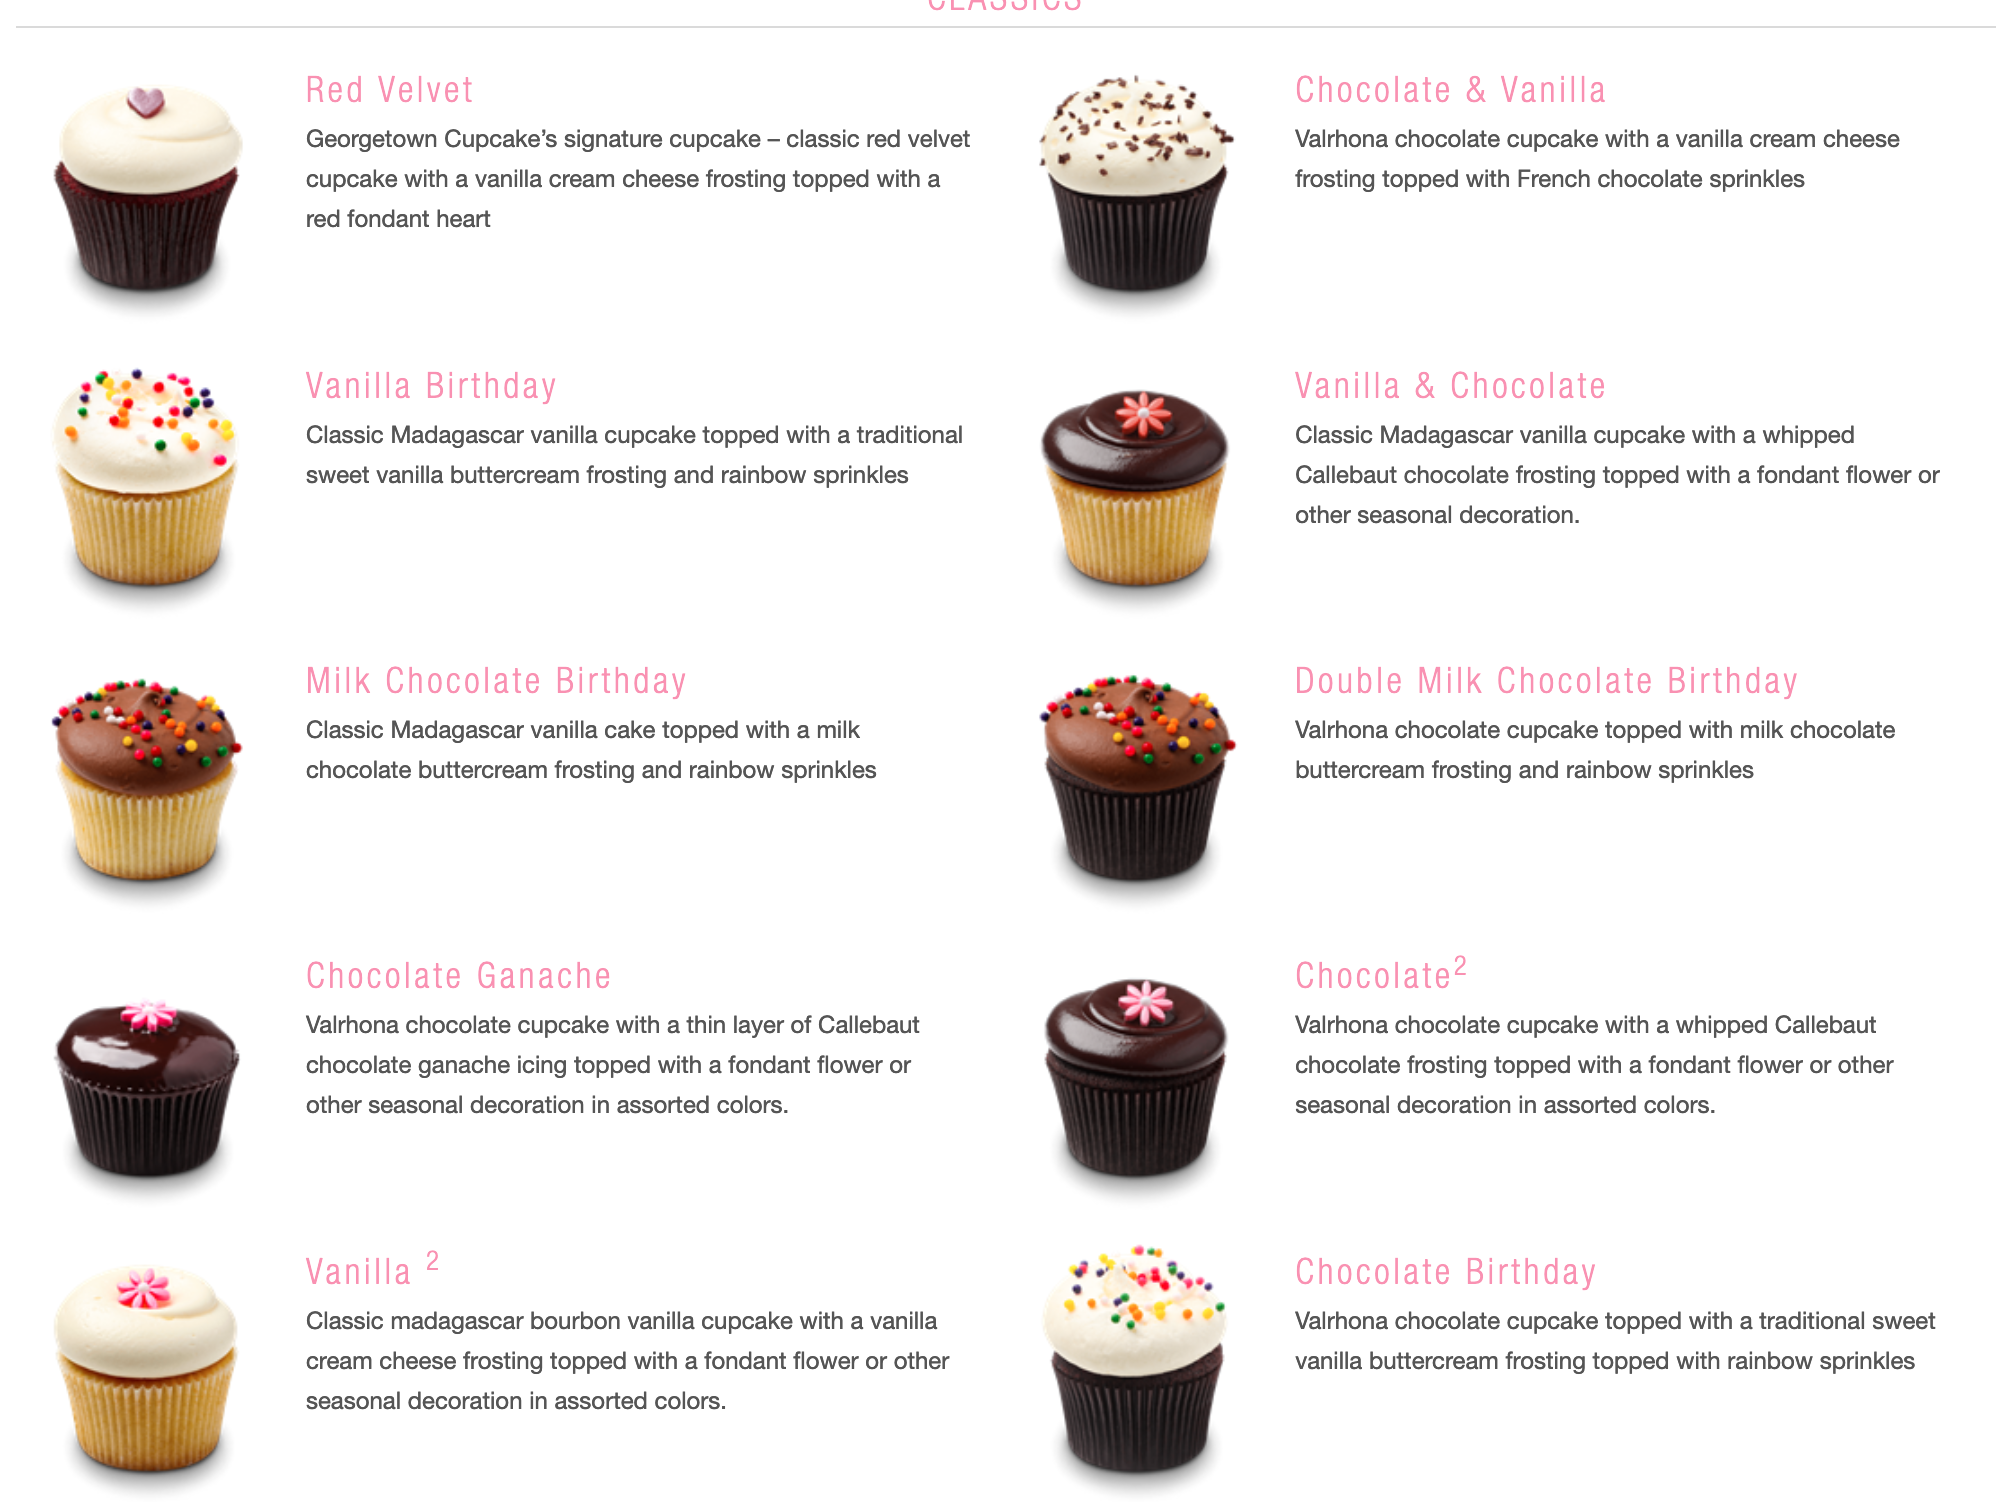 CLASSICS
Red Velvet
Georgetown Cupcake’s signature cupcake – classic red velvet
cupcake with a vanilla cream cheese frosting topped with a
red fondant heart
Chocolate & Vanilla
Valrhona chocolate cupcake with a vanilla cream cheese
frosting topped with French chocolate sprinkles
Vanilla Birthday
Classic Madagascar vanilla cupcake topped with a traditional
sweet vanilla buttercream frosting and rainbow sprinkles
Vanilla & Chocolate
Classic Madagascar vanilla cupcake with a whipped
Callebaut chocolate frosting topped with a fondant flower or
other seasonal decoration.
Milk Chocolate Birthday
Classic Madagascar vanilla cake topped with a milk
chocolate buttercream frosting and rainbow sprinkles
Double Milk Chocolate Birthday
Valrhona chocolate cupcake topped with milk chocolate
buttercream frosting and rainbow sprinkles
Chocolate Ganache
Valrhona chocolate cupcake with a thin layer of Callebaut
chocolate ganache icing topped with a fondant flower or
other seasonal decoration in assorted colors.
Chocolate²
Valrhona chocolate cupcake with a whipped Callebaut
chocolate frosting topped with a fondant flower or other
seasonal decoration in assorted colors.
Vanilla ²
Classic madagascar bourbon vanilla cupcake with a vanilla
cream cheese frosting topped with a fondant flower or other
seasonal decoration in assorted colors.
Chocolate Birthday
Valrhona chocolate cupcake topped with a traditional sweet
vanilla buttercream frosting topped with rainbow sprinkles